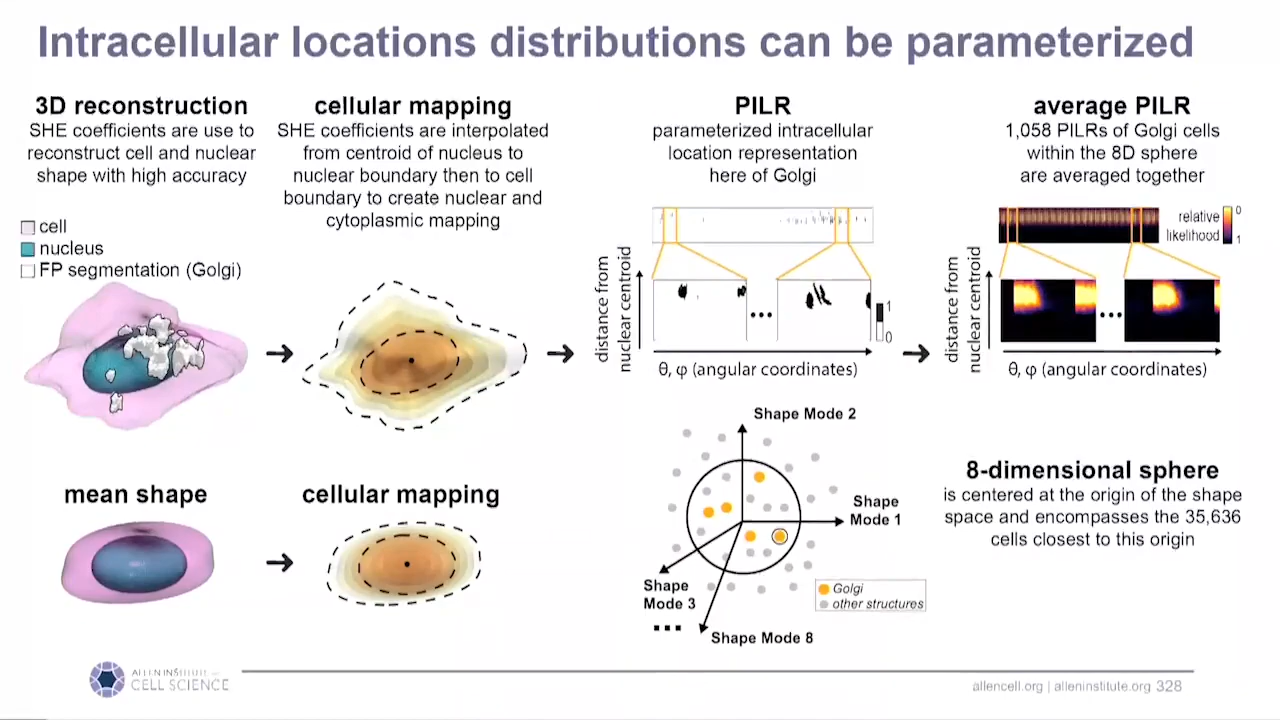 Intracellular locations distributions can be parameterized
3D reconstruction
SHE coefficients are use to
reconstruct cell and nuclear
shape with high accuracy
cell
nucleus
FP segmentation (Golgi)
cellular mapping
SHE coefficients are interpolated
from centroid of nucleus to
nuclear boundary then to cell
boundary to create nuclear and
cytoplasmic mapping
PILR
parameterized intracellular
location representation
here of Golgi
distance from
nuclear centroid
1
0
θ, φ (angular coordinates)
average PILR
1,058 PILRs of Golgi cells
within the 8D sphere
are averaged together
relative
likelihood
0
1
distance from
nuclear centroid
θ, φ (angular coordinates)
mean shape
cellular mapping
Shape Mode 2
Shape
Mode 1
Shape
Mode 3
Shape Mode 8
Golgi
other structures
8-dimensional sphere
is centered at the origin of the shape
space and encompasses the 35,636
cells closest to this origin
ALLEN INSTITUTE for
CELL SCIENCE
allencell.org | alleninstitute.org 328